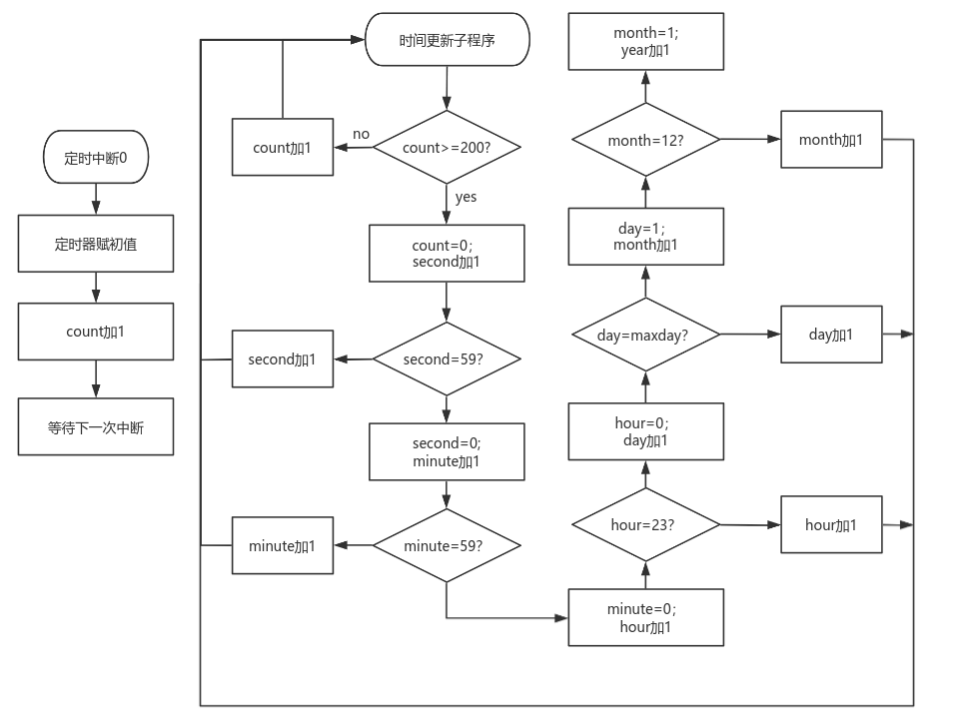 定时中断0
定时器赋初值
count加1
等待下一次中断
时间更新子程序
count>=200?
no
count加1
yes
count=0;
second加1
second=59?
second加1
second=0;
minute加1
minute=59?
minute加1
minute=0;
hour加1
hour=23?
hour加1
hour=0;
day加1
day=maxday?
day加1
day=1;
month加1
month=12?
month加1
month=1;
year加1